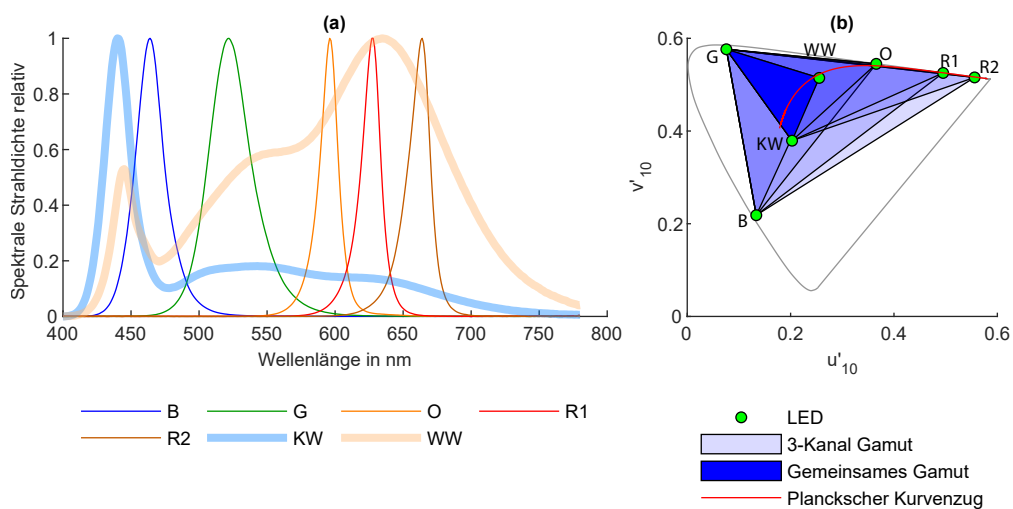 (a)
Spektrale Strahldichte relativ
1
0.8
0.6
0.4
0.2
0
400 450 500 550 600 650 700 750 800
Wellenlänge in nm
B G O R1
R2 KW WW
(b)
0.6
0.4
0.2
0
v'10
G WW O R1 R2
KW
B
0 0.2 0.4 0.6
u'10
LED
3-Kanal Gamut
Gemeinsames Gamut
Planckscher Kurvenzug